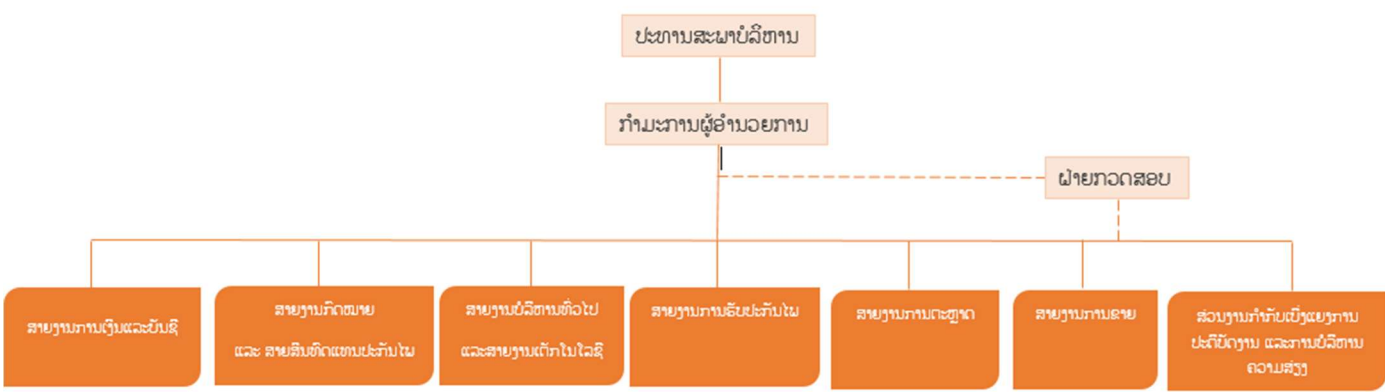 ປະທານສະພາບໍລິຫານ
ກຳມະການຜູ້ອຳນວຍການ
ຝ່າຍກວດສອບ
ສາຍງານການເງິນແລະບັນຊີ
ສາຍງານກົດໝາຍ
ແລະ ສາຍສິນທົດແທນປະກັນໄພ
ສາຍງານບໍລິຫານທົ່ວໄປ
ແລະສາຍງານເຕັກໂນໂລຊີ
ສາຍງານການຮັບປະກັນໄພ
ສາຍງານການຕະຫຼາດ
ສາຍງານການຂາຍ
ສ່ວນງານກຳກັບເບິ່ງແຍງການ
ປະຕິບັດງານ ແລະການບໍລິຫານ
ຄວາມສ່ຽງ